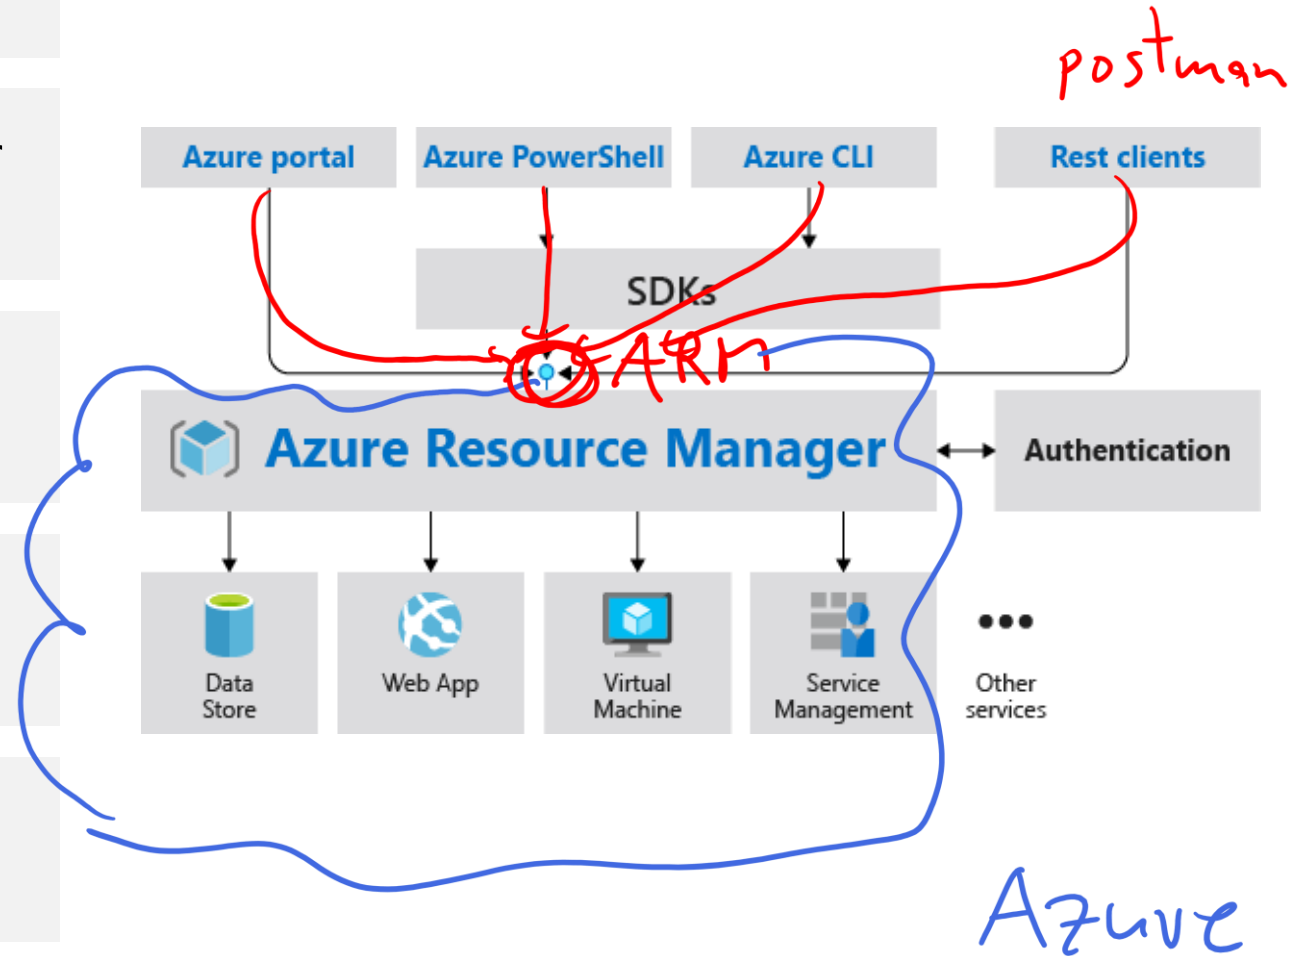 postman
Azure portal
Azure PowerShell
Azure CLI
Rest clients
SDKs
ARM
Azure Resource Manager
Authentication
Data
Store
Web App
Virtual
Machine
Service
Management
Other
services
Azure